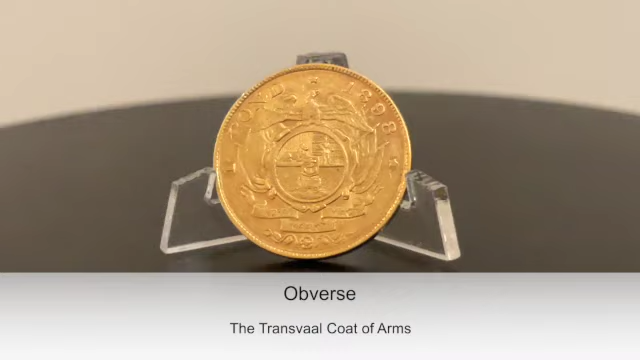 1 POND 1898
Obverse
The Transvaal Coat of Arms